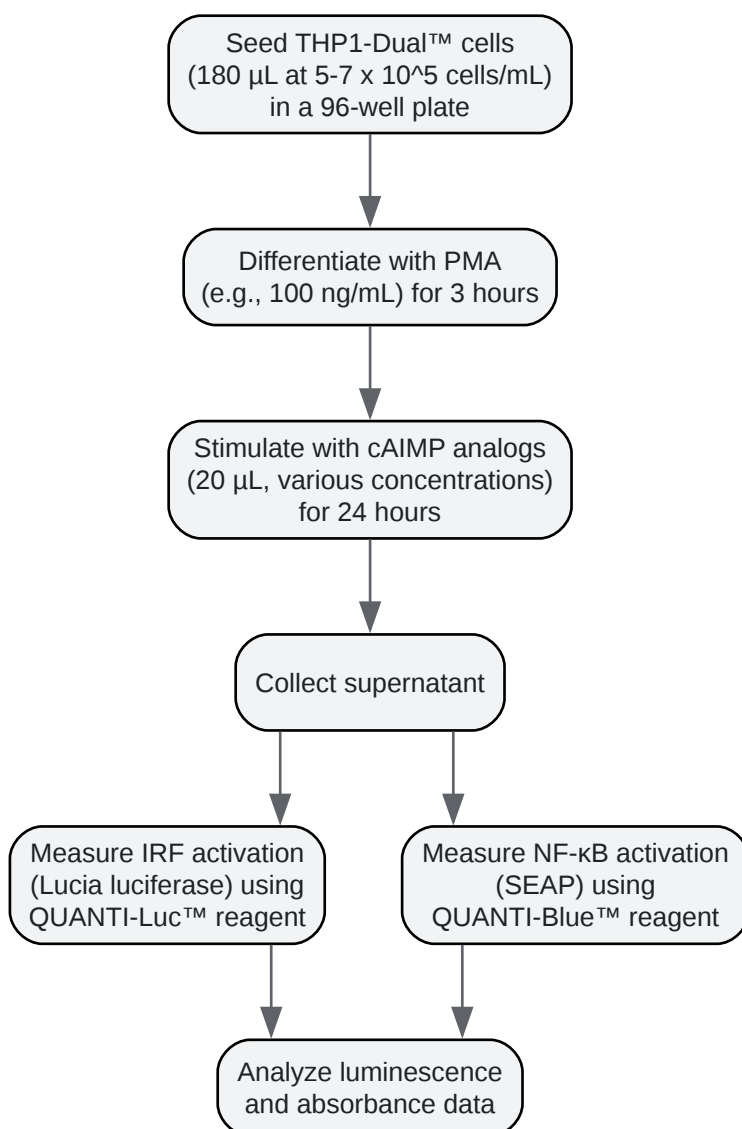 Seed THP1-Dual™ cells
(180 µL at 5-7 x 10^5 cells/mL)
in a 96-well plate
Differentiate with PMA
(e.g., 100 ng/mL) for 3 hours
Stimulate with cAIMP analogs
(20 µL, various concentrations)
for 24 hours
Collect supernatant
Measure IRF activation
(Lucia luciferase) using
QUANTI-Luc™ reagent
Measure NF-κB activation
(SEAP) using
QUANTI-Blue™ reagent
Analyze luminescence
and absorbance data